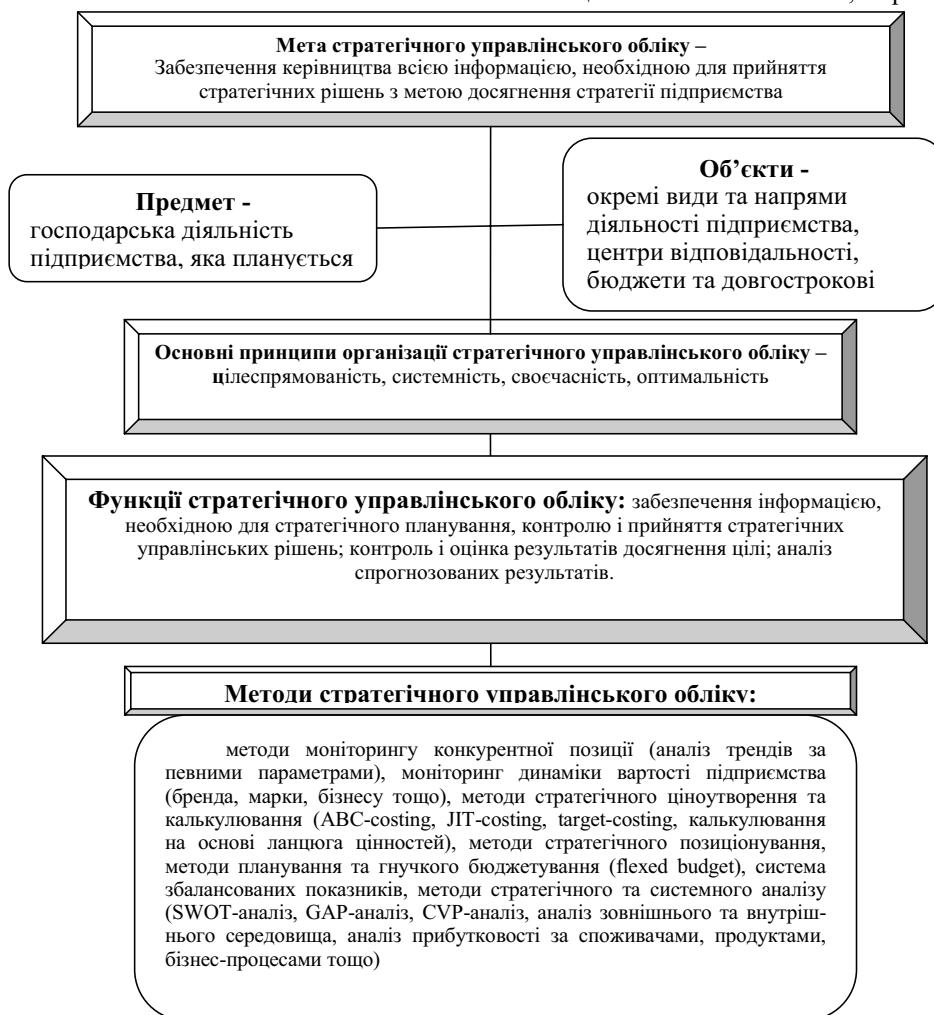 Мета стратегічного управлінського обліку –
Забезпечення керівництва всією інформацією, необхідною для прийняття
стратегічних рішень з метою досягнення стратегії підприємства
Предмет -
господарська діяльність
підприємства, яка планується
Об’єкти -
окремі види та напрями
діяльності підприємства,
центри відповідальності,
бюджети та довгострокові
Основні принципи організації стратегічного управлінського обліку –
цілеспрямованість, системність, своєчасність, оптимальність
Функції стратегічного управлінського обліку: забезпечення інформацією,
необхідною для стратегічного планування, контролю і прийняття стратегічних
управлінських рішень; контроль і оцінка результатів досягнення цілі; аналіз
спрогнозованих результатів.
Методи стратегічного управлінського обліку:
методи моніторингу конкурентної позиції (аналіз трендів за
певними параметрами), моніторинг динаміки вартості підприємства
(бренда, марки, бізнесу тощо), методи стратегічного ціноутворення та
калькулювання (ABC-costing, JIT-costing, target-costing, калькулювання
на основі ланцюга цінностей), методи стратегічного позиціонування,
методи планування та гнучкого бюджетування (flexed budget), система
збалансованих показників, методи стратегічного та системного аналізу
(SWOT-аналіз, GAP-аналіз, CVP-аналіз, аналіз зовнішнього та внутріш-
нього середовища, аналіз прибутковості за споживачами, продуктами,
бізнес-процесами тощо)